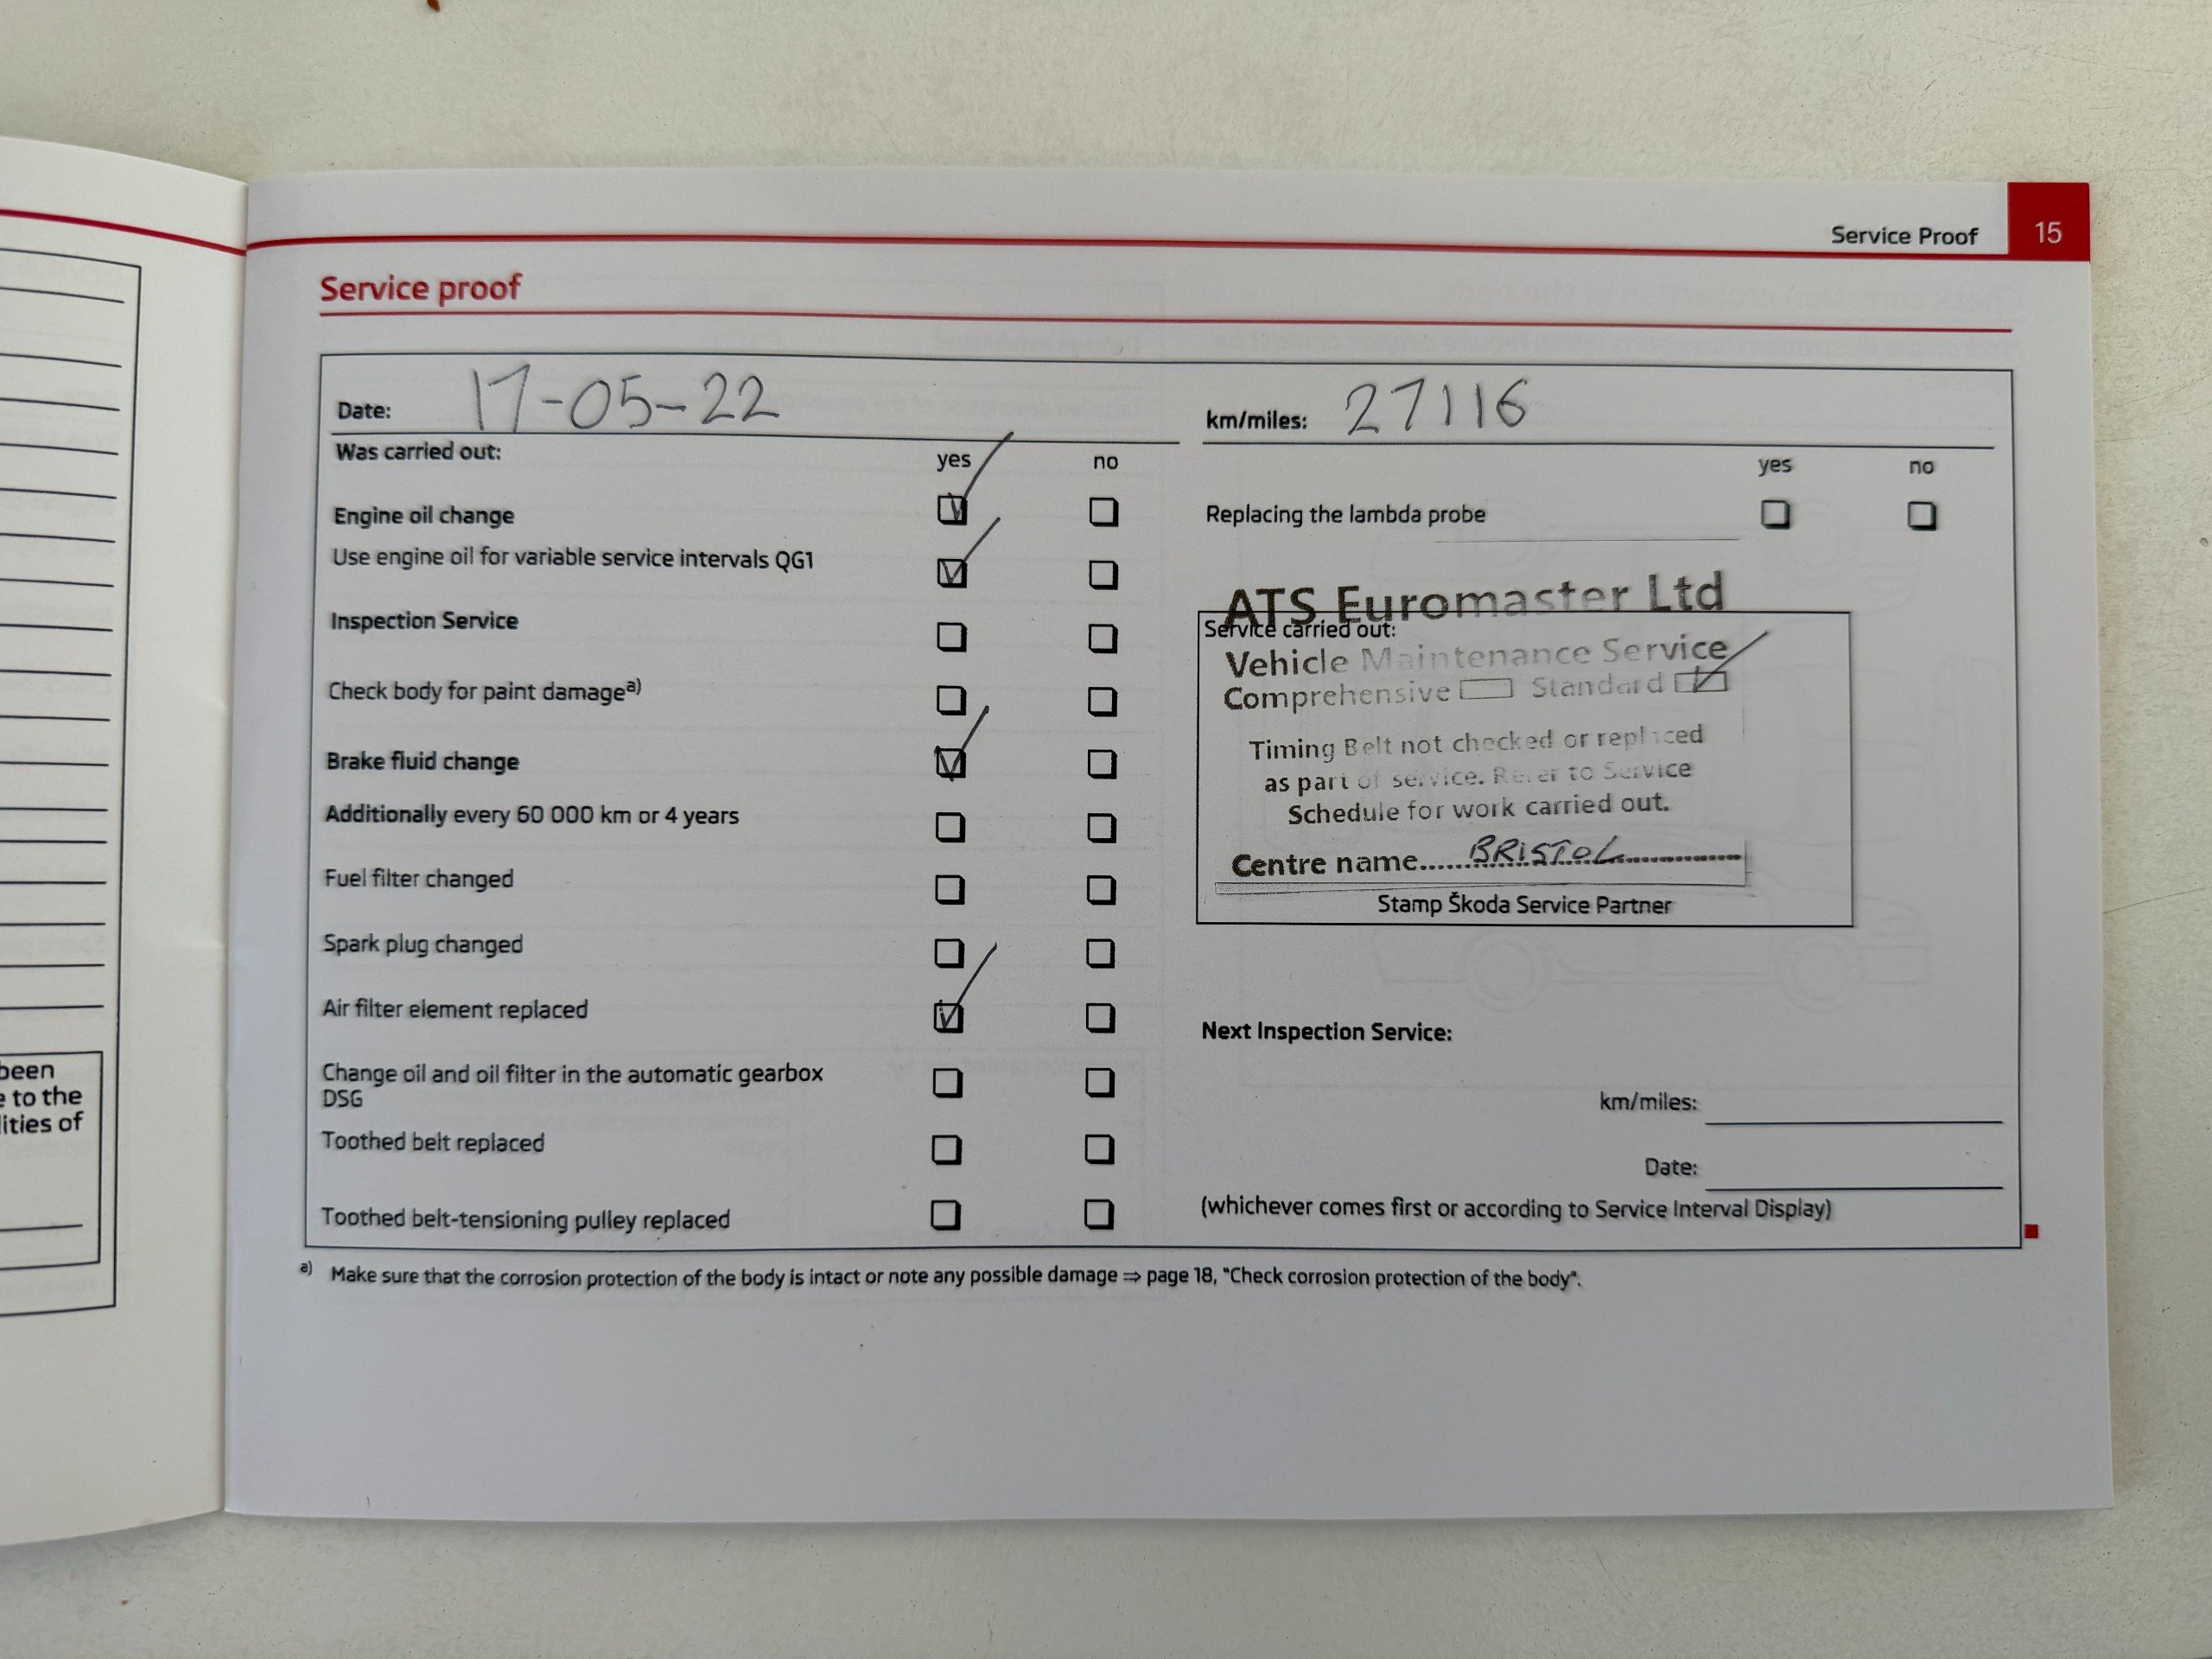 Service Proof 15
Service proof
Date: 17-05-22
km/miles: 27116
Was carried out:
yes no
yes no
Engine oil change
Replacing the lambda probe
Use engine oil for variable service intervals QG1
Inspection Service
Check body for paint damagea)
Brake fluid change
Additionally every 60 000 km or 4 years
Fuel filter changed
Spark plug changed
Air filter element replaced
Change oil and oil filter in the automatic gearbox
DSG
Toothed belt replaced
Toothed belt-tensioning pulley replaced
ATS Euromaster Ltd
Service carried out:
Vehicle Maintenance Service
Comprehensive Standard
Timing Belt not checked or replaced
as part of service. Refer to Service
Schedule for work carried out.
Centre name......BRISTOL..............
Stamp Škoda Service Partner
Next Inspection Service:
km/miles:
Date:
(whichever comes first or according to Service Interval Display)
a) Make sure that the corrosion protection of the body is intact or note any possible damage ⇒ page 18, "Check corrosion protection of the body".
been
e to the
lities of